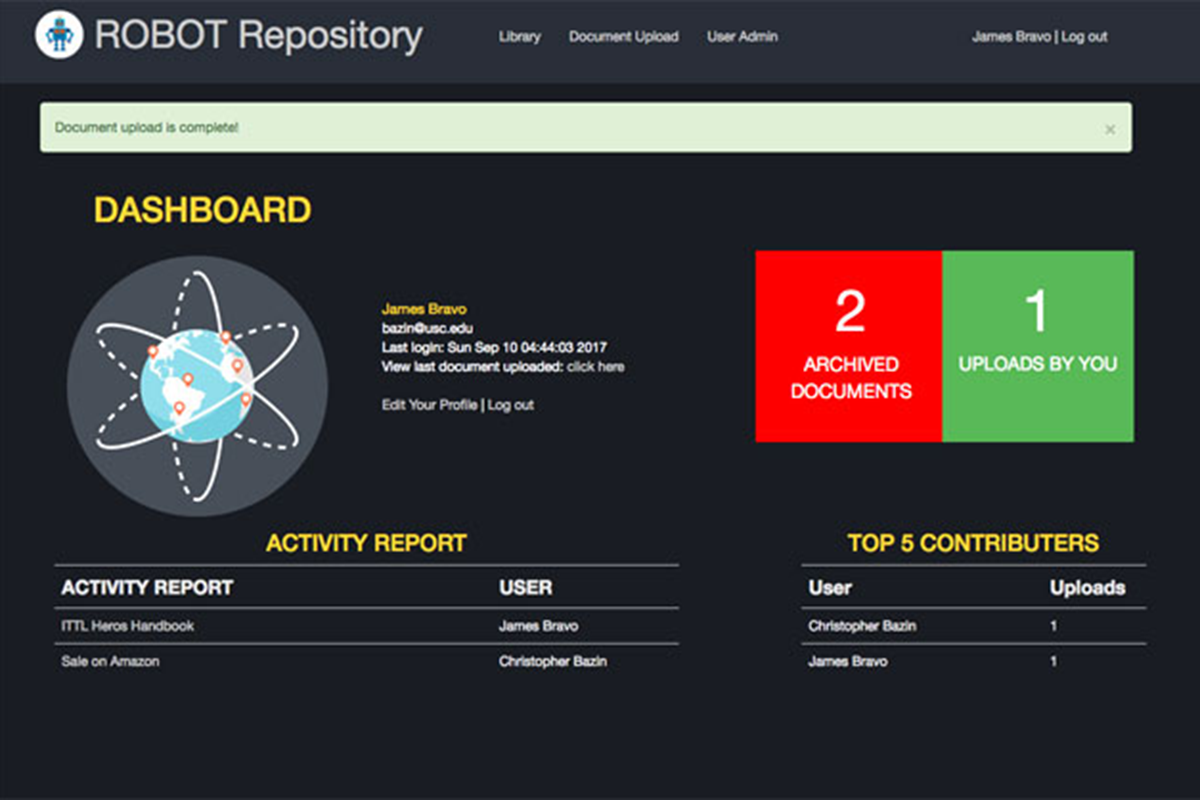 ROBOT Repository
Library Document Upload User Admin
James Bravo | Log out
Document upload is complete!
×
DASHBOARD
James Bravo
bazin@usc.edu
Last login: Sun Sep 10 04:44:03 2017
View last document uploaded: click here
Edit Your Profile | Log out
2
ARCHIVED
DOCUMENTS
1
UPLOADS BY YOU
ACTIVITY REPORT
ACTIVITY REPORT USER
ITTL Heros Handbook James Bravo
Sale on Amazon Christopher Bazin
TOP 5 CONTRIBUTERS
User Uploads
Christopher Bazin 1
James Bravo 1